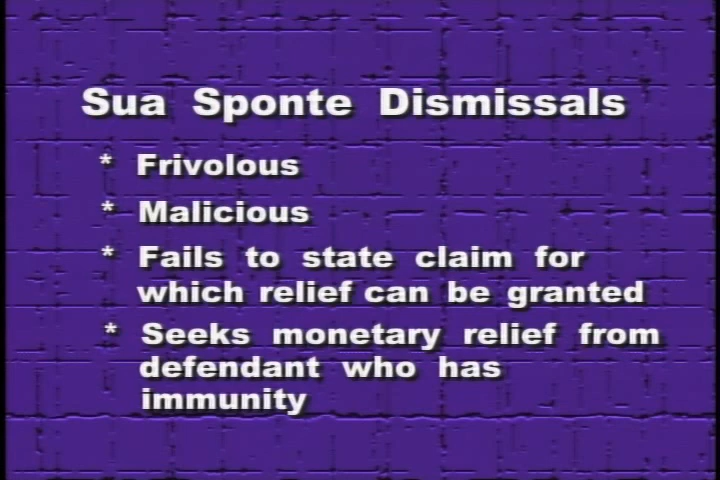 Sua Sponte Dismissals
* Frivolous
* Malicious
* Fails to state claim for
which relief can be granted
* Seeks monetary relief from
defendant who has
immunity